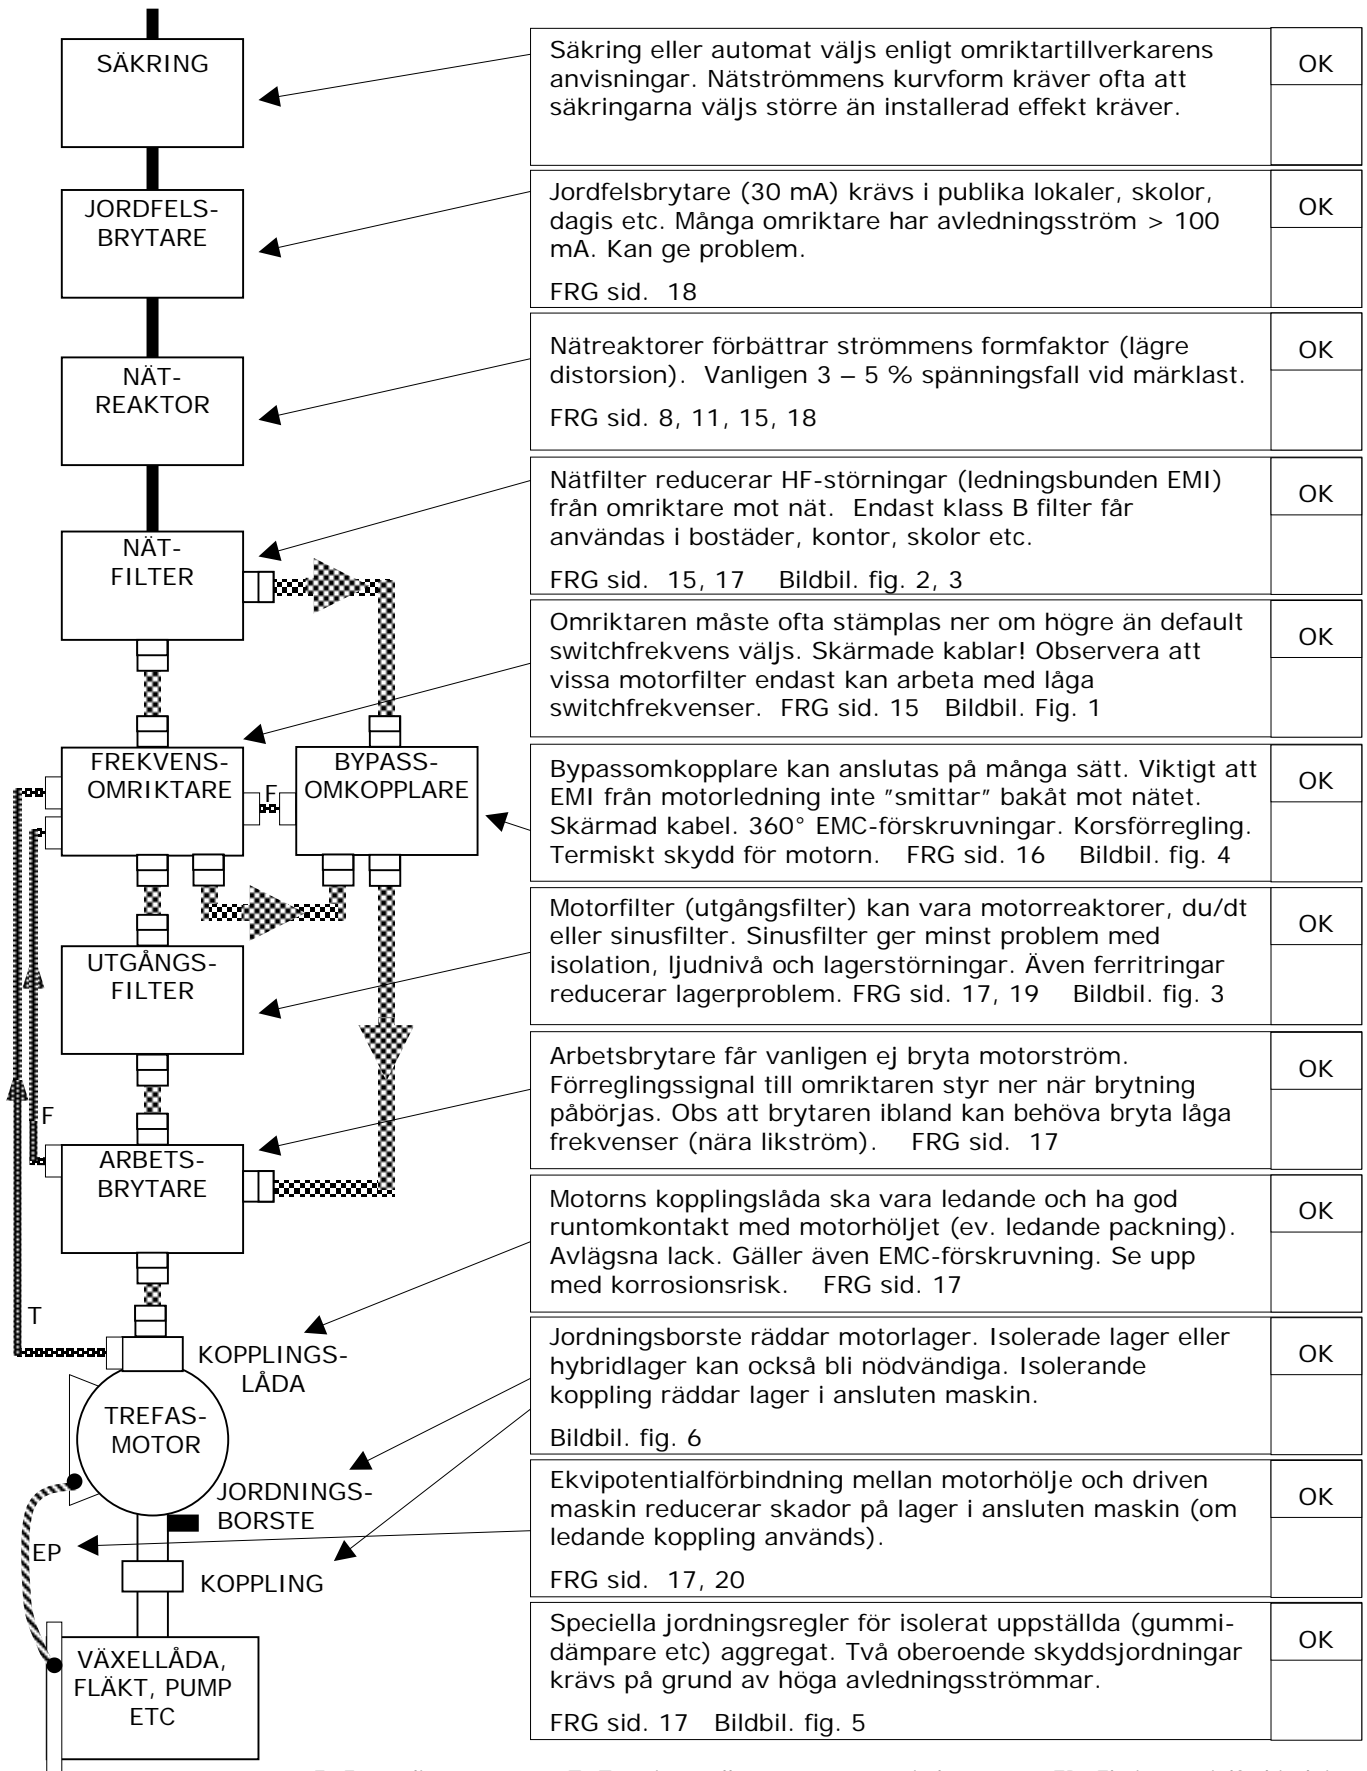 SÄKRING
Säkring eller automat väljs enligt omriktartillverkarens
anvisningar. Nätströmmens kurvform kräver ofta att
säkringarna väljs större än installerad effekt kräver.
OK
JORDFELS-
BRYTARE
Jordfelsbrytare (30 mA) krävs i publika lokaler, skolor,
dagis etc. Många omriktare har avledningsström > 100
mA. Kan ge problem.
FRG sid. 18
OK
NÄT-
REAKTOR
Nätreaktorer förbättrar strömmens formfaktor (lägre
distorsion). Vanligen 3 – 5 % spänningsfall vid märklast.
FRG sid. 8, 11, 15, 18
OK
NÄT-
FILTER
Nätfilter reducerar HF-störningar (ledningsbunden EMI)
från omriktare mot nät. Endast klass B filter får
användas i bostäder, kontor, skolor etc.
FRG sid. 15, 17 Bildbil. fig. 2, 3
OK
Omriktaren måste ofta stämplas ner om högre än default
switchfrekvens väljs. Skärmade kablar! Observera att
vissa motorfilter endast kan arbeta med låga
switchfrekvenser. FRG sid. 15 Bildbil. Fig. 1
OK
FREKVENS-
OMRIKTARE
F
BYPASS-
OMKOPPLARE
Bypassomkopplare kan anslutas på många sätt. Viktigt att
EMI från motorledning inte ”smittar” bakåt mot nätet.
Skärmad kabel. 360° EMC-förskruvningar. Korsförregling.
Termiskt skydd för motorn. FRG sid. 16 Bildbil. fig. 4
OK
UTGÅNGS-
FILTER
Motorfilter (utgångsfilter) kan vara motorreaktorer, du/dt
eller sinusfilter. Sinusfilter ger minst problem med
isolation, ljudnivå och lagerstörningar. Även ferritringar
reducerar lagerproblem. FRG sid. 17, 19 Bildbil. fig. 3
OK
F
ARBETS-
BRYTARE
Arbetsbrytare får vanligen ej bryta motorström.
Förreglingssignal till omriktaren styr ner när brytning
påbörjas. Obs att brytaren ibland kan behöva bryta låga
frekvenser (nära likström). FRG sid. 17
OK
T
KOPPLINGS-
LÅDA
Motorns kopplingslåda ska vara ledande och ha god
runtomkontakt med motorhöljet (ev. ledande packning).
Avlägsna lack. Gäller även EMC-förskruvning. Se upp
med korrosionsrisk. FRG sid. 17
OK
TREFAS-
MOTOR
JORDNINGS-
BORSTE
Jordningsborste räddar motorlager. Isolerade lager eller
hybridlager kan också bli nödvändiga. Isolerande
koppling räddar lager i ansluten maskin.
Bildbil. fig. 6
OK
EP
KOPPLING
Ekvipotentialförbindning mellan motorhölje och driven
maskin reducerar skador på lager i ansluten maskin (om
ledande koppling används).
FRG sid. 17, 20
OK
VÄXELLÅDA,
FLÄKT, PUMP
ETC
Speciella jordningsregler för isolerat uppställda (gummi-
dämpare etc) aggregat. Två oberoende skyddsjordningar
krävs på grund av höga avledningsströmmar.
FRG sid. 17 Bildbil. fig. 5
OK